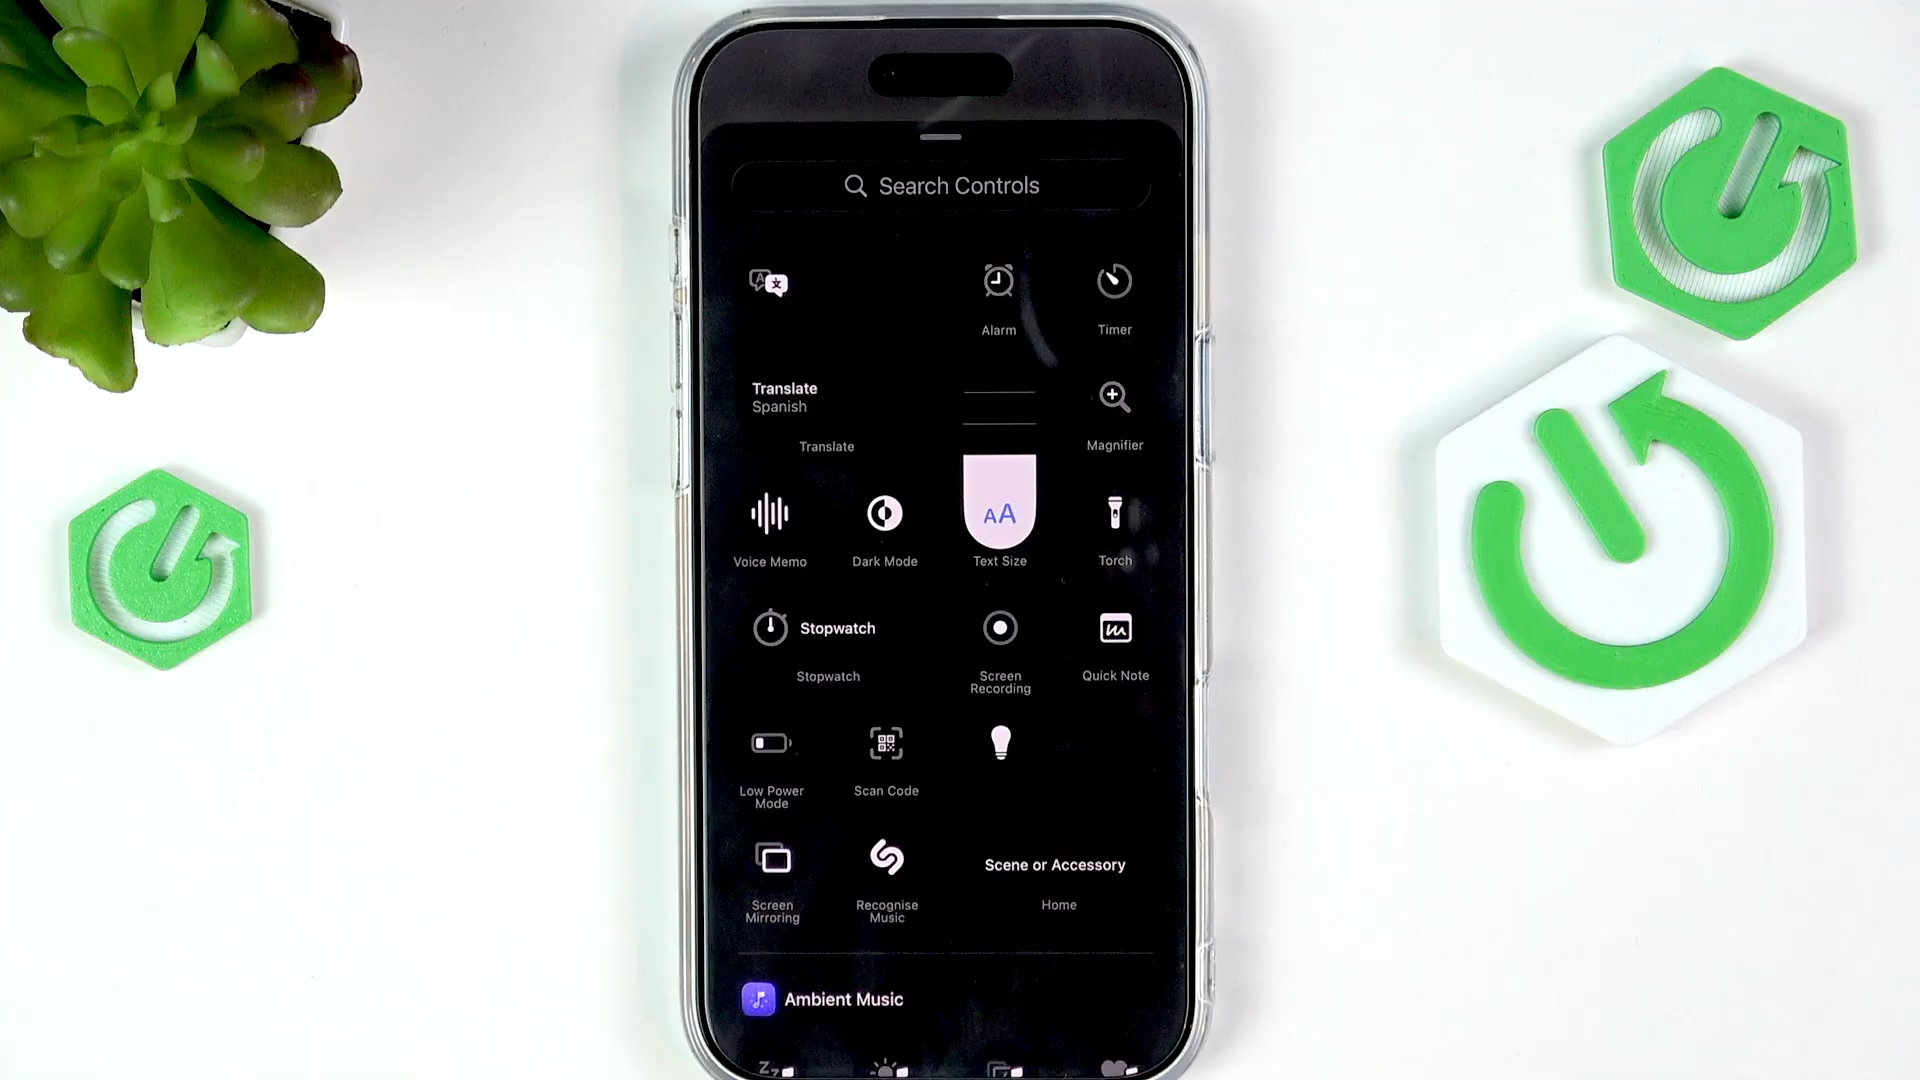 Search Controls
Alarm
Timer
Translate
Spanish
Translate
Magnifier
AA
Voice Memo
Dark Mode
Text Size
Torch
Stopwatch
Stopwatch
Screen
Recording
Quick Note
Low Power
Mode
Scan Code
Scene or Accessory
Home
Screen
Mirroring
Recognise
Music
Ambient Music